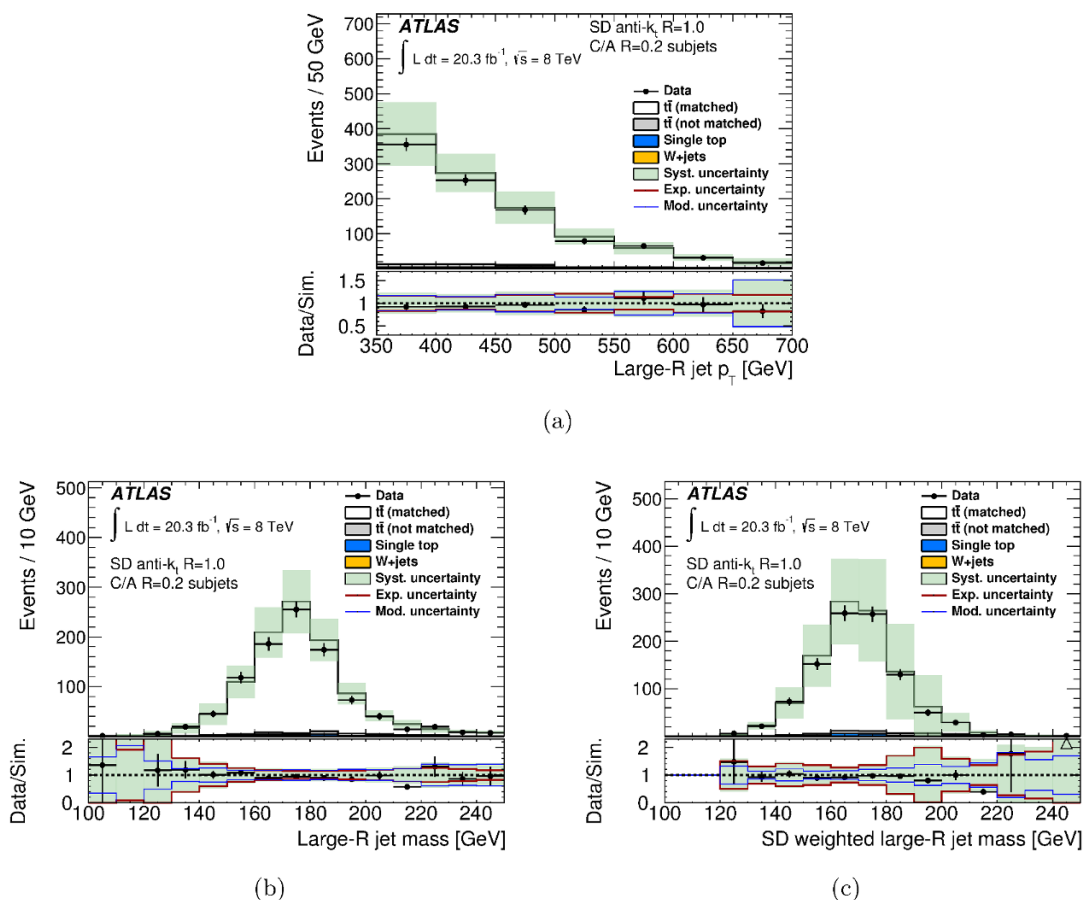 Events / 50 GeV
700
600
500
400
300
200
100
ATLAS
∫ L dt = 20.3 fb⁻¹, √s = 8 TeV
SD anti-kₜ R=1.0
C/A R=0.2 subjets
Data
tt̄ (matched)
tt̄ (not matched)
Single top
W+jets
Syst. uncertainty
Exp. uncertainty
Mod. uncertainty
Data/Sim.
1.5
1
0.5
350 400 450 500 550 600 650 700
Large-R jet p_T [GeV]
(a)
Events / 10 GeV
500
400
300
200
100
ATLAS
∫ L dt = 20.3 fb⁻¹, √s = 8 TeV
SD anti-kₜ R=1.0
C/A R=0.2 subjets
Data
tt̄ (matched)
tt̄ (not matched)
Single top
W+jets
Syst. uncertainty
Exp. uncertainty
Mod. uncertainty
Data/Sim.
2
1
0
100 120 140 160 180 200 220 240
Large-R jet mass [GeV]
(b)
Events / 10 GeV
500
400
300
200
100
ATLAS
∫ L dt = 20.3 fb⁻¹, √s = 8 TeV
SD anti-kₜ R=1.0
C/A R=0.2 subjets
Data
tt̄ (matched)
tt̄ (not matched)
Single top
W+jets
Syst. uncertainty
Exp. uncertainty
Mod. uncertainty
Data/Sim.
2
1
0
100 120 140 160 180 200 220 240
SD weighted large-R jet mass [GeV]
(c)